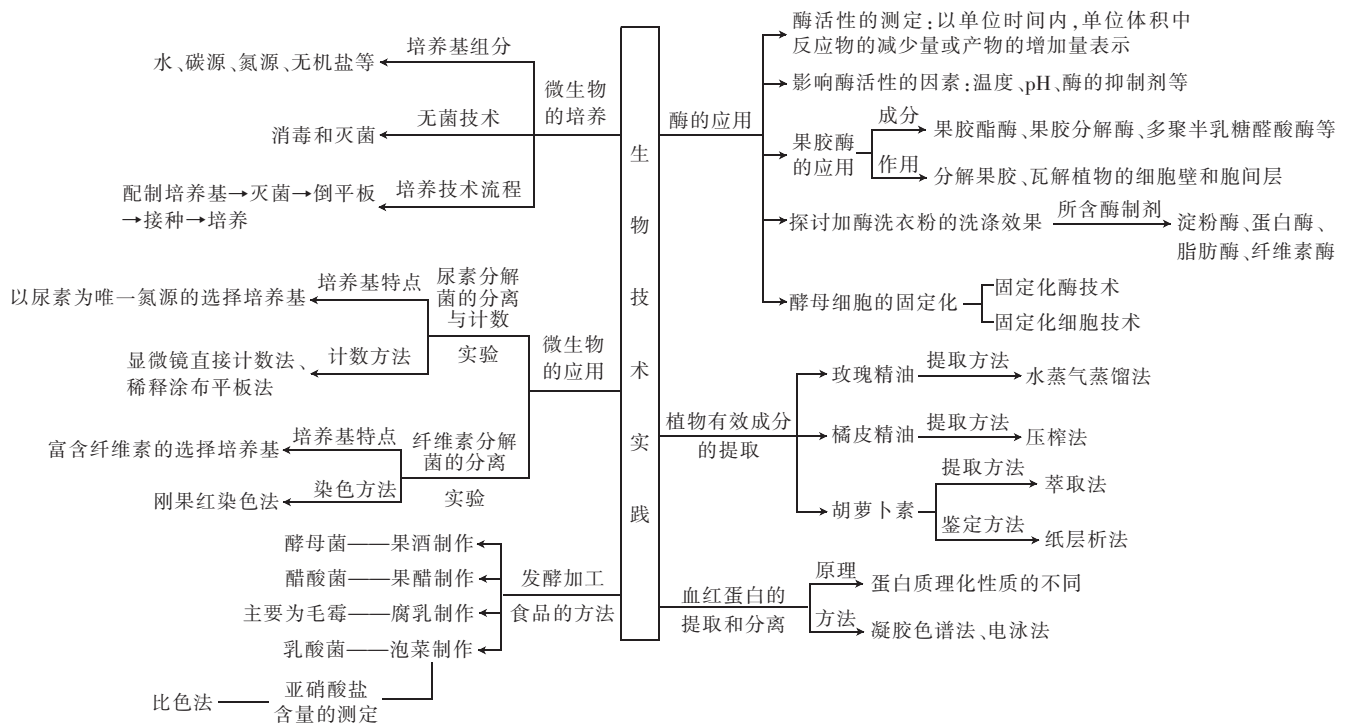 生物技术实践
微生物
的培养
培养基组分
水、碳源、氮源、无机盐等
无菌技术
消毒和灭菌
培养技术流程
配制培养基→灭菌→倒平板
→接种→培养
微生物
的应用
尿素分解
菌的分离
与计数
实验
培养基特点
以尿素为唯一氮源的选择培养基
计数方法
显微镜直接计数法、
稀释涂布平板法
纤维素分解
菌的分离
实验
培养基特点
富含纤维素的选择培养基
染色方法
刚果红染色法
发酵加工
食品的方法
酵母菌——果酒制作
醋酸菌——果醋制作
主要为毛霉——腐乳制作
乳酸菌——泡菜制作
亚硝酸盐
含量的测定
比色法
酶的应用
酶活性的测定:以单位时间内,单位体积中
反应物的减少量或产物的增加量表示
影响酶活性的因素:温度、pH、酶的抑制剂等
果胶酶
的应用
成分
果胶酯酶、果胶分解酶、多聚半乳糖醛酸酶等
作用
分解果胶、瓦解植物的细胞壁和胞间层
探讨加酶洗衣粉的洗涤效果
所含酶制剂
淀粉酶、蛋白酶、
脂肪酶、纤维素酶
酵母细胞的固定化
固定化酶技术
固定化细胞技术
植物有效成分
的提取
玫瑰精油
提取方法
水蒸气蒸馏法
橘皮精油
提取方法
压榨法
胡萝卜素
提取方法
萃取法
鉴定方法
纸层析法
血红蛋白的
提取和分离
原理
蛋白质理化性质的不同
方法
凝胶色谱法、电泳法